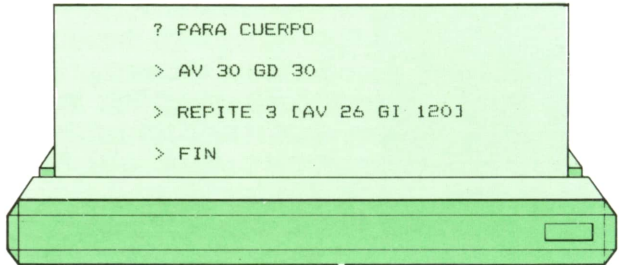 ? PARA CUERPO
> AV 30 GD 30
> REPITE 3 [AV 26 GI 120]
> FIN